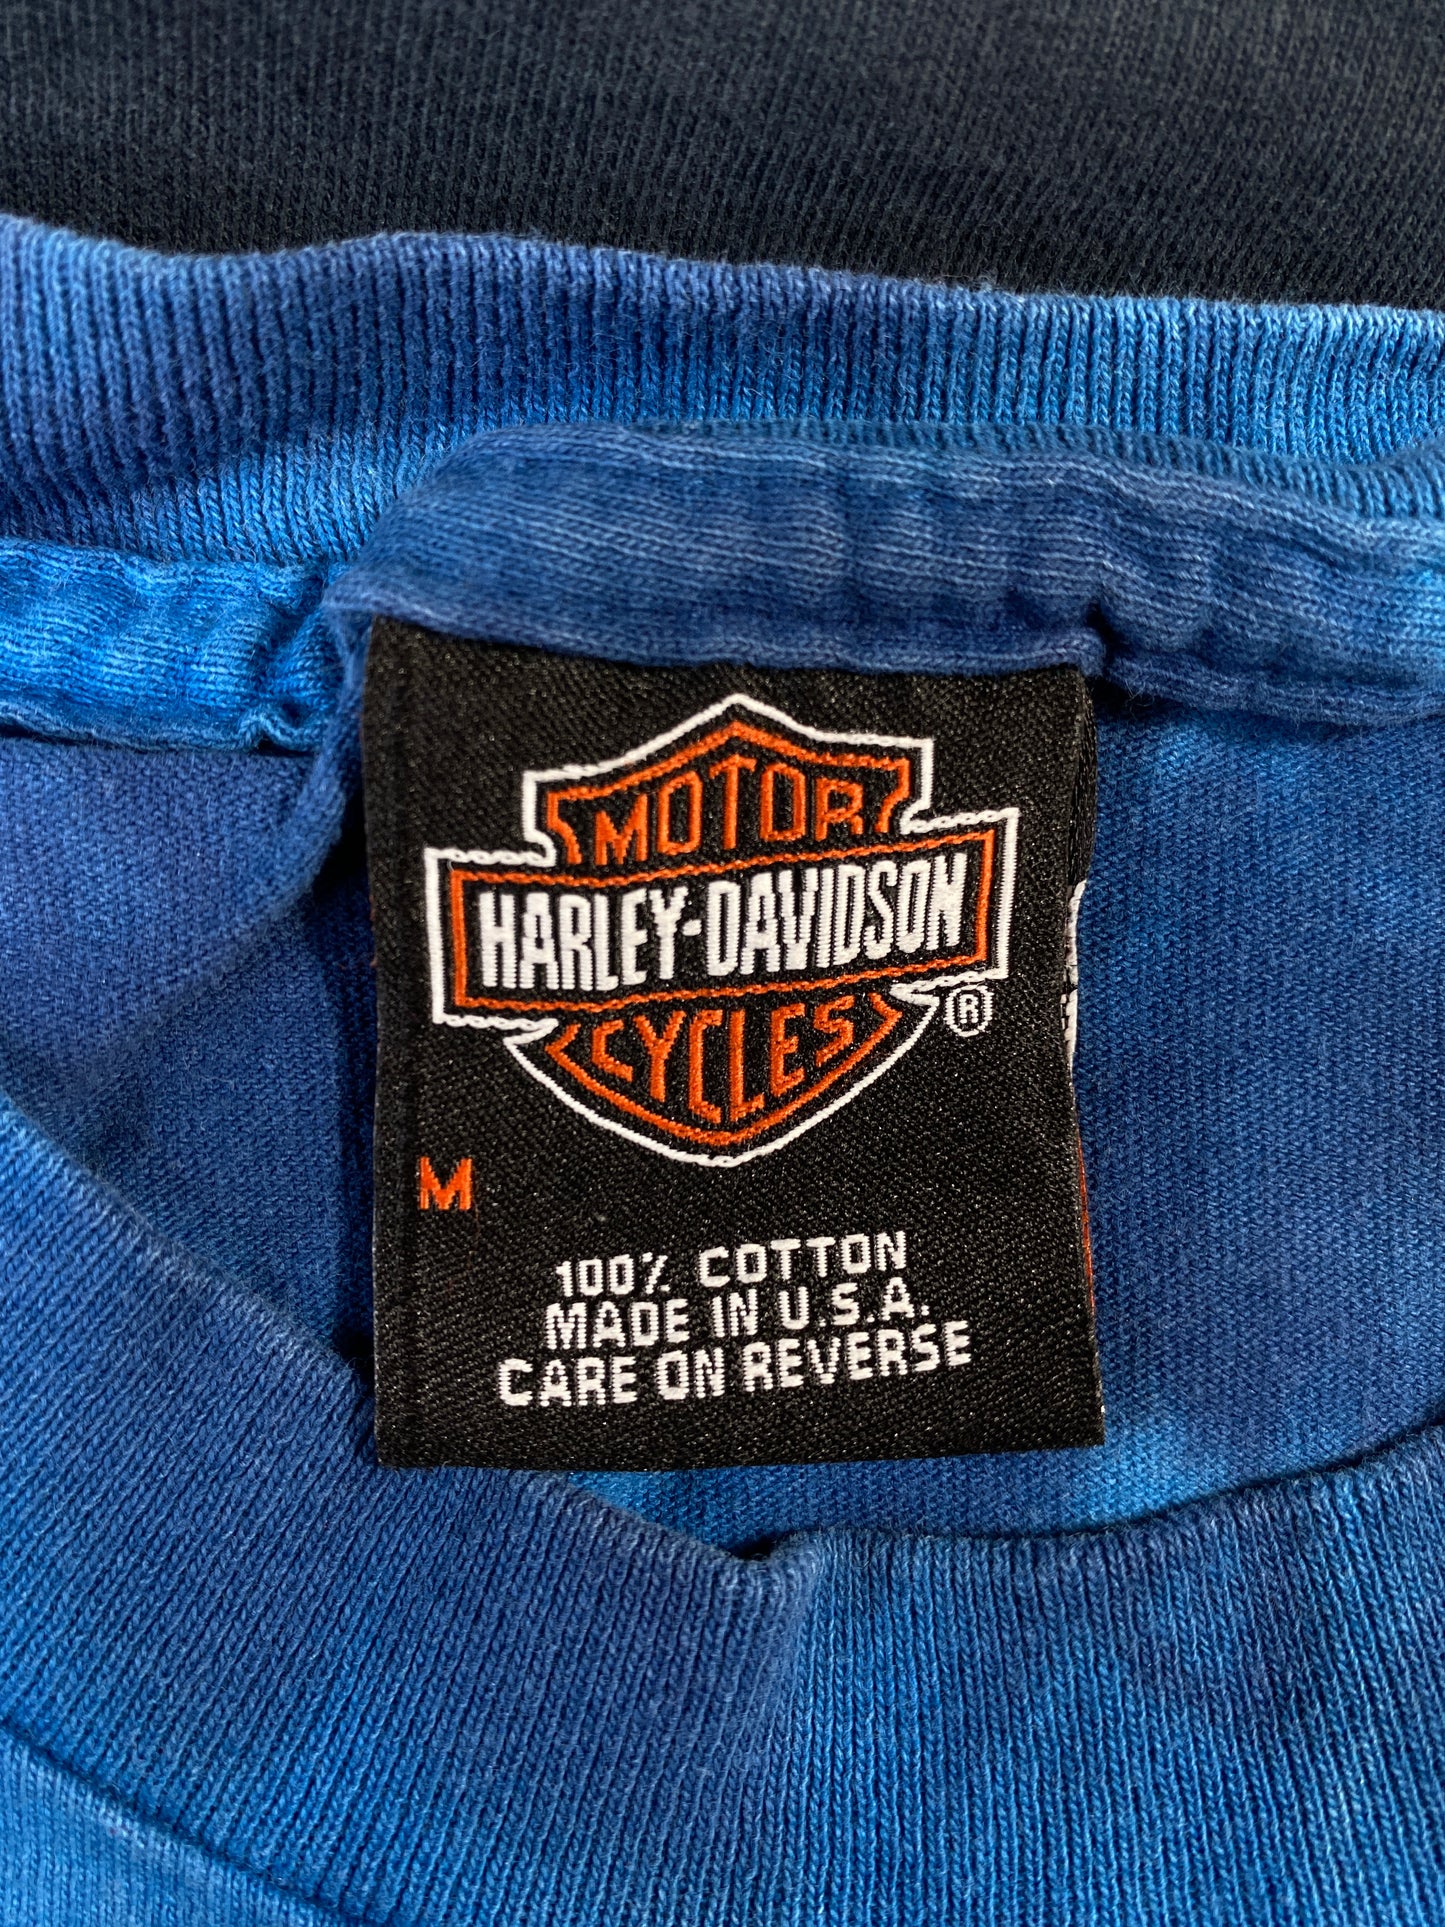 MOTOR
HARLEY-DAVIDSON
CYCLES
®
M
100% COTTON
MADE IN U.S.A.
CARE ON REVERSE